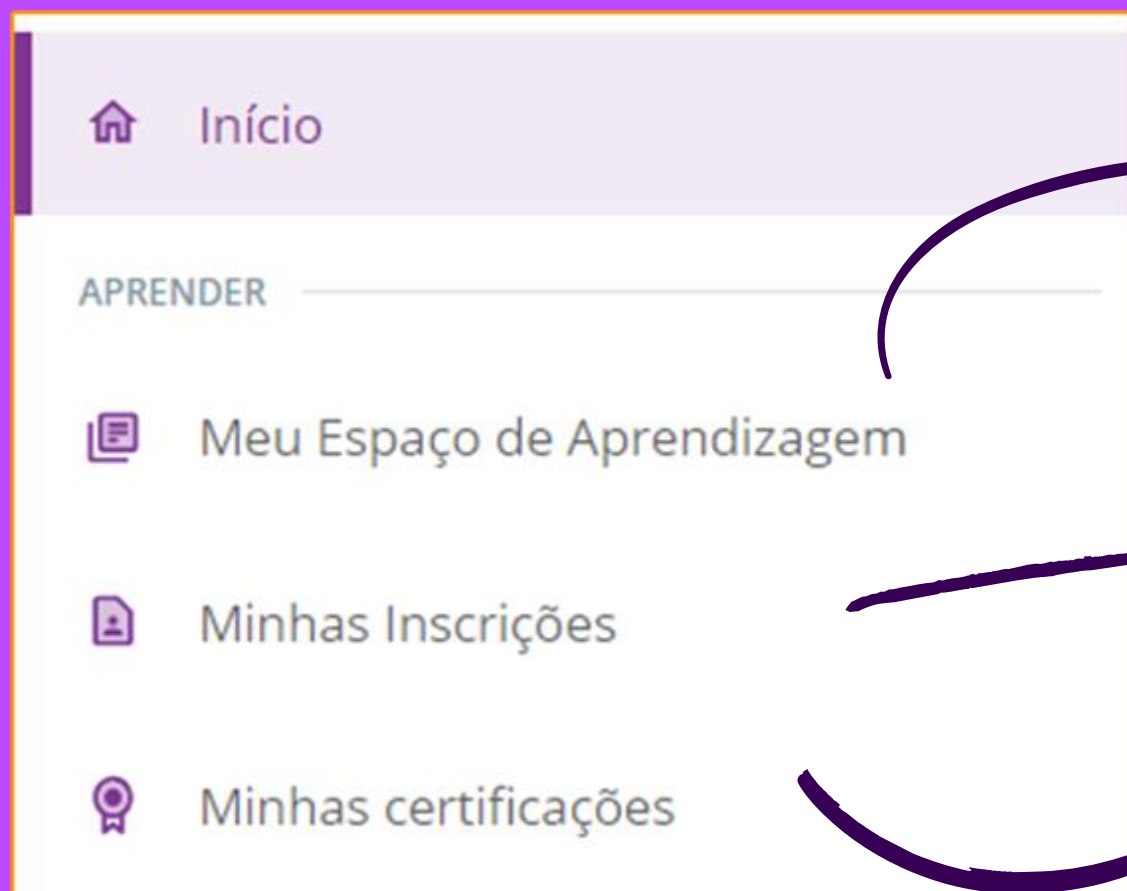 Início
APRENDER
Meu Espaço de Aprendizagem
Minhas Inscrições
Minhas certificações